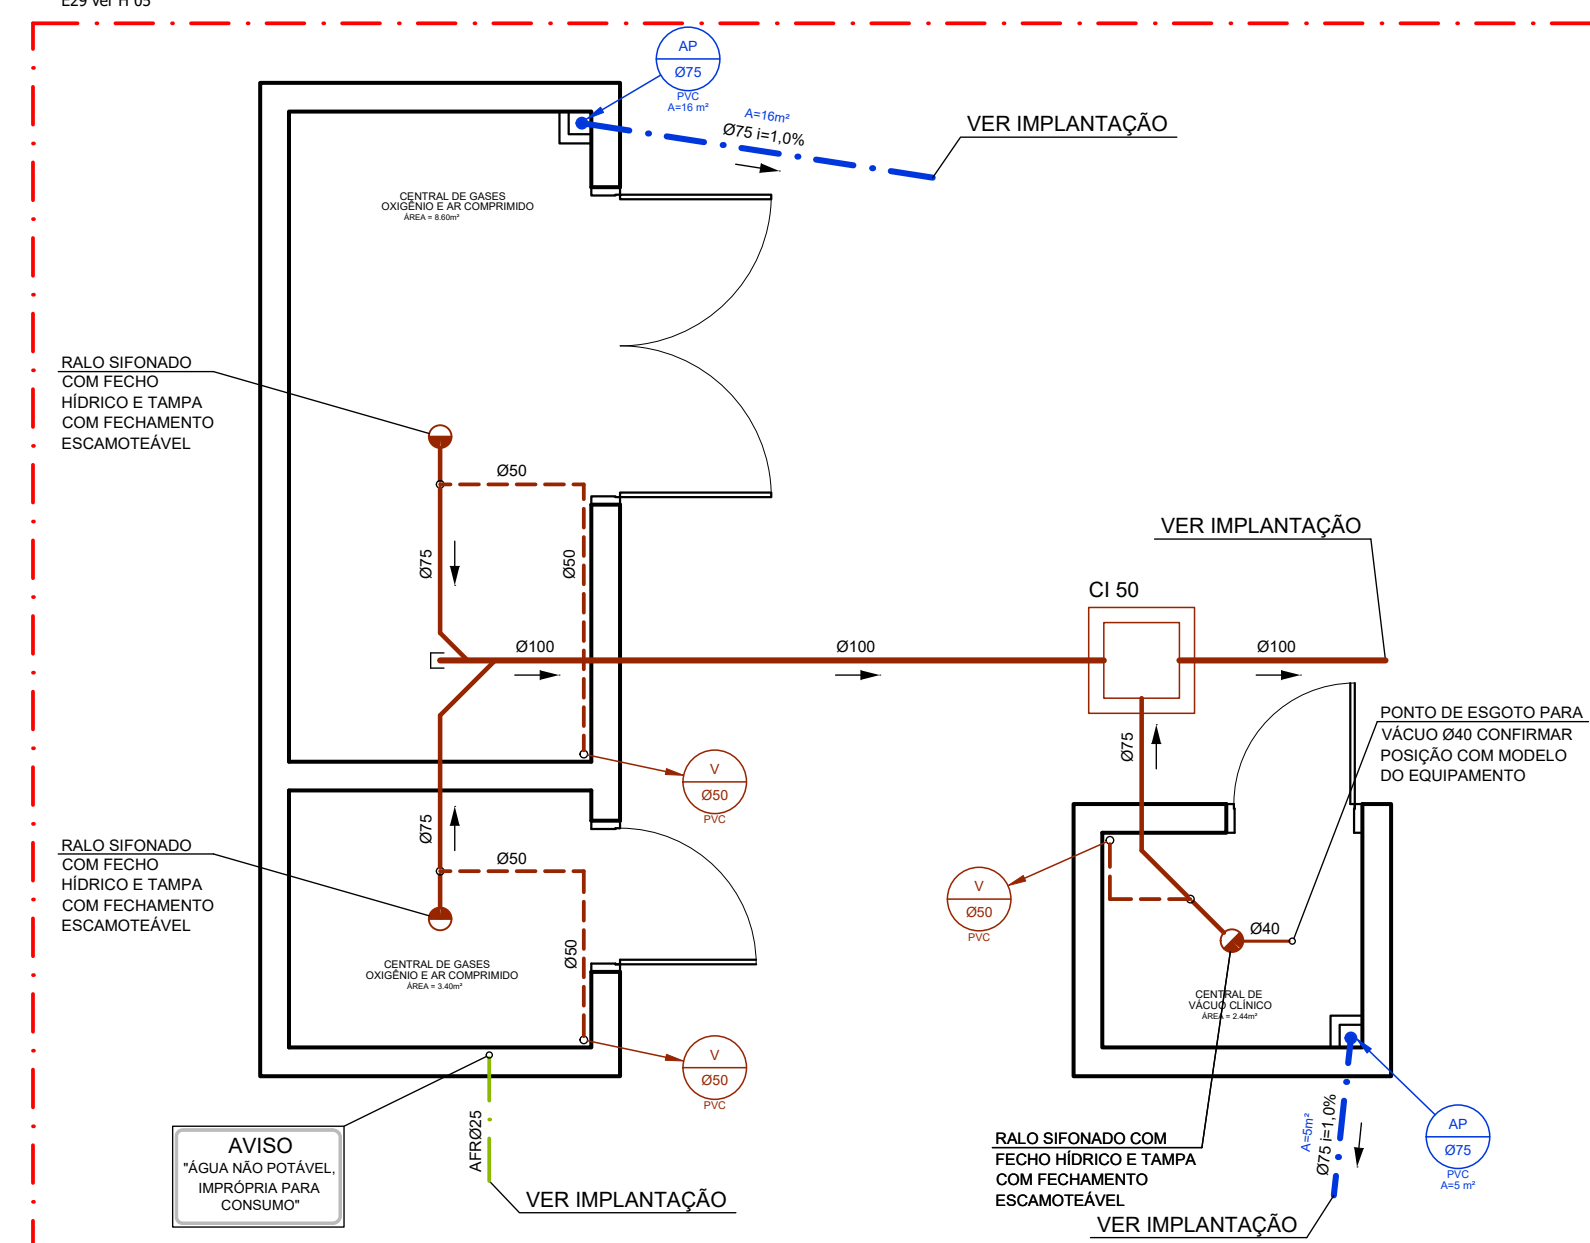 E29 ver H 05
AP
Ø75
PVC
A=16 m²
A=16m²
Ø75 i=1,0%
VER IMPLANTAÇÃO
CENTRAL DE GASES
OXIGÊNIO E AR COMPRIMIDO
ÁREA = 8.60m²
RALO SIFONADO
COM FECHO
HÍDRICO E TAMPA
COM FECHAMENTO
ESCAMOTEÁVEL
Ø50
Ø75
Ø50
Ø100
Ø100
CI 50
Ø100
VER IMPLANTAÇÃO
PONTO DE ESGOTO PARA
VÁCUO Ø40 CONFIRMAR
POSIÇÃO COM MODELO
DO EQUIPAMENTO
Ø75
V
Ø50
PVC
RALO SIFONADO
COM FECHO
HÍDRICO E TAMPA
COM FECHAMENTO
ESCAMOTEÁVEL
Ø75
Ø50
Ø50
CENTRAL DE GASES
OXIGÊNIO E AR COMPRIMIDO
ÁREA = 3.40m²
V
Ø50
PVC
V
Ø50
PVC
Ø40
CENTRAL DE
VÁCUO CLÍNICO
ÁREA = 2.44m²
AVISO
"ÁGUA NÃO POTÁVEL,
IMPRÓPRIA PARA
CONSUMO"
AFRØ25
VER IMPLANTAÇÃO
RALO SIFONADO COM
FECHO HÍDRICO E TAMPA
COM FECHAMENTO
ESCAMOTEÁVEL
A=5m²
Ø75 i=1,0%
AP
Ø75
PVC
A=5 m²
VER IMPLANTAÇÃO